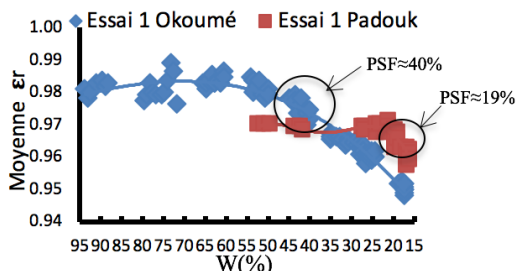 Essai 1 Okoumé Essai 1 Padouk
1.00
0.99
0.98
0.97
0.96
0.95
0.94
Moyenne εr
PSF≈40%
PSF≈19%
95 90 85 80 75 70 65 60 55 50 45 40 35 30 25 20 15
W(%)